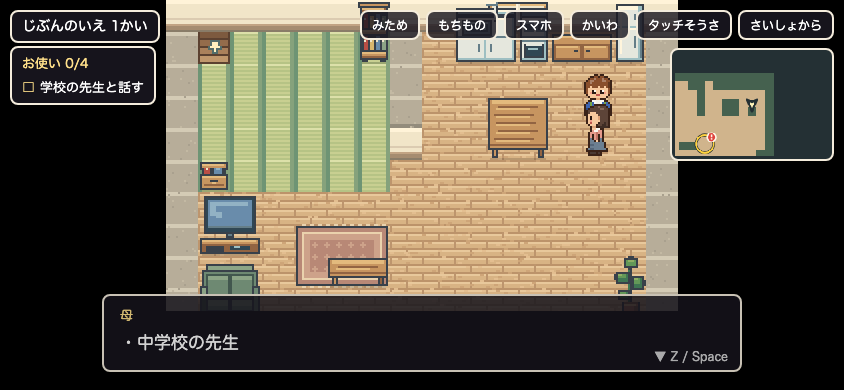 じぶんのいえ 1かい
みため
もちもの
スマホ
かいわ
タッチそうさ
さいしょから
お使い 0/4
□ 学校の先生と話す
!
母
・中学校の先生
▼ Z / Space